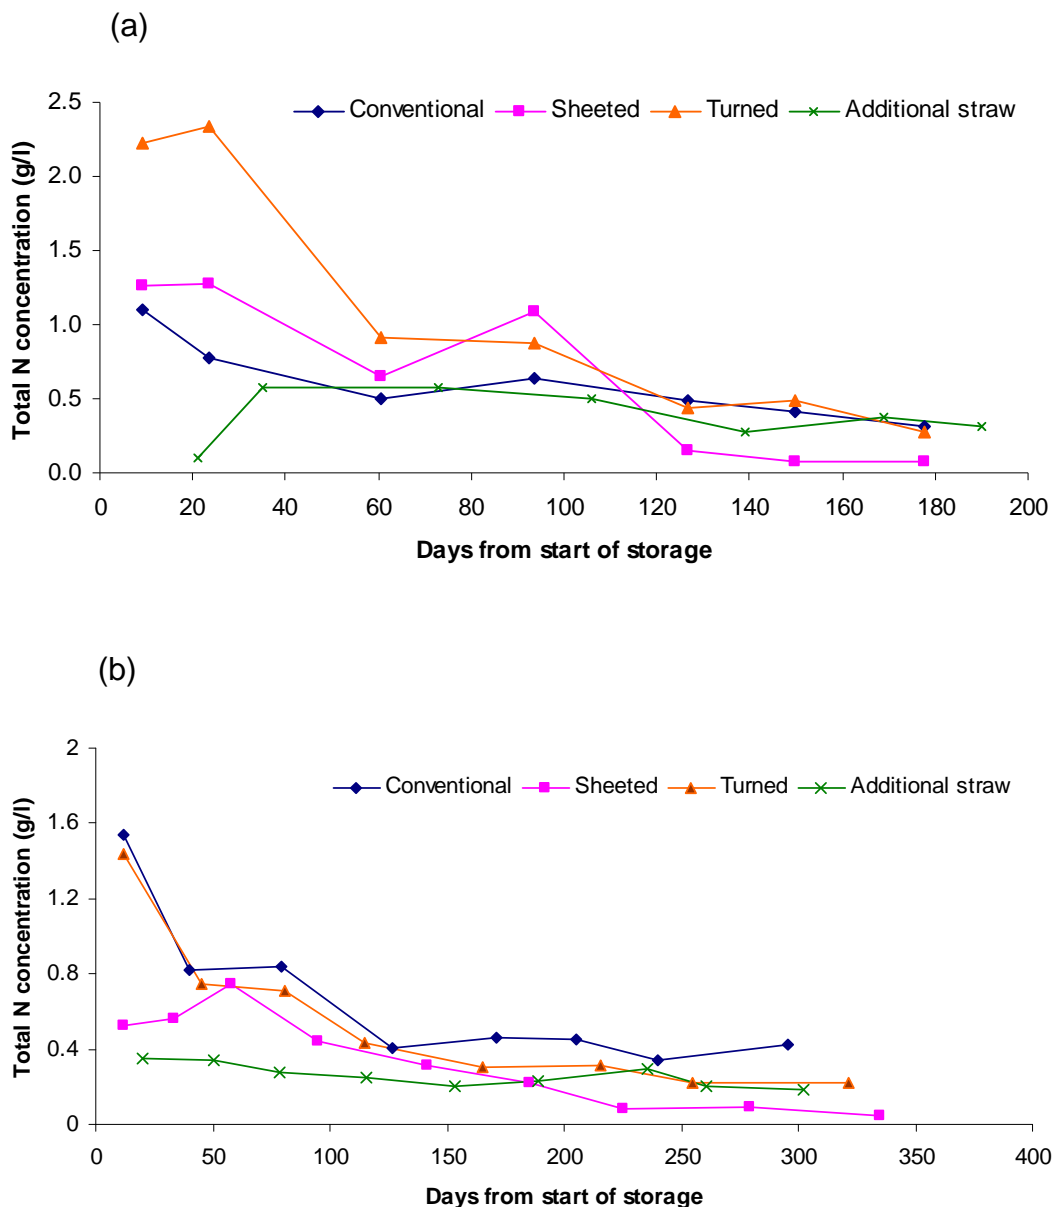 (a)
Conventional Sheeted Turned Additional straw
2.5
2.0
1.5
1.0
0.5
0.0
Total N concentration (g/l)
0 20 40 60 80 100 120 140 160 180 200
Days from start of storage
(b)
Conventional Sheeted Turned Additional straw
2
1.6
1.2
0.8
0.4
0
Total N concentration (g/l)
0 50 100 150 200 250 300 350 400
Days from start of storage